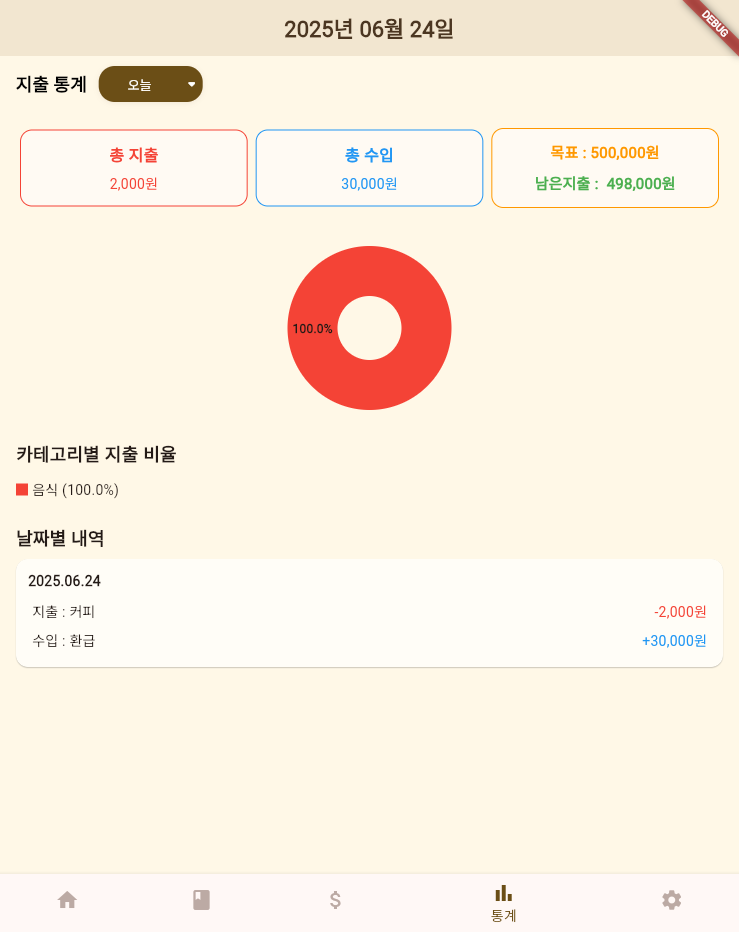 2025년 06월 24일
DEBUG
지출 통계 오늘
총 지출
2,000원
총 수입
30,000원
목표 : 500,000원
남은지출 : 498,000원
100.0%
카테고리별 지출 비율
음식 (100.0%)
날짜별 내역
2025.06.24
지출 : 커피 -2,000원
수입 : 환급 +30,000원
통계